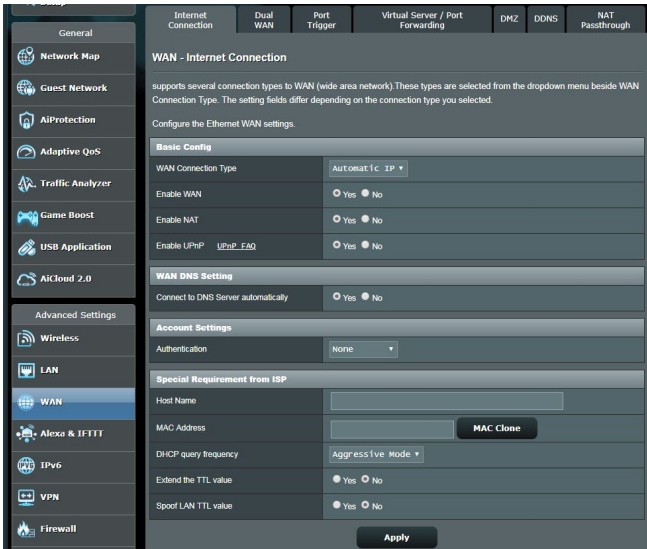 Internet
Connection
Dual
WAN
Port
Trigger
Virtual Server / Port
Forwarding
DMZ
DDNS
NAT
Passthrough
General
Network Map
Guest Network
AiProtection
Adaptive QoS
Traffic Analyzer
Game Boost
USB Application
AiCloud 2.0
Advanced Settings
Wireless
LAN
WAN
Alexa & IFTTT
IPv6
VPN
Firewall
WAN - Internet Connection
supports several connection types to WAN (wide area network).These types are selected from the dropdown menu beside WAN
Connection Type. The setting fields differ depending on the connection type you selected.
Configure the Ethernet WAN settings.
Basic Config
WAN Connection Type Automatic IP
Enable WAN Yes No
Enable NAT Yes No
Enable UPnP UPnP FAQ Yes No
WAN DNS Setting
Connect to DNS Server automatically Yes No
Account Settings
Authentication None
Special Requirement from ISP
Host Name
MAC Address MAC Clone
DHCP query frequency Aggressive Mode
Extend the TTL value Yes No
Spoof LAN TTL value Yes No
Apply